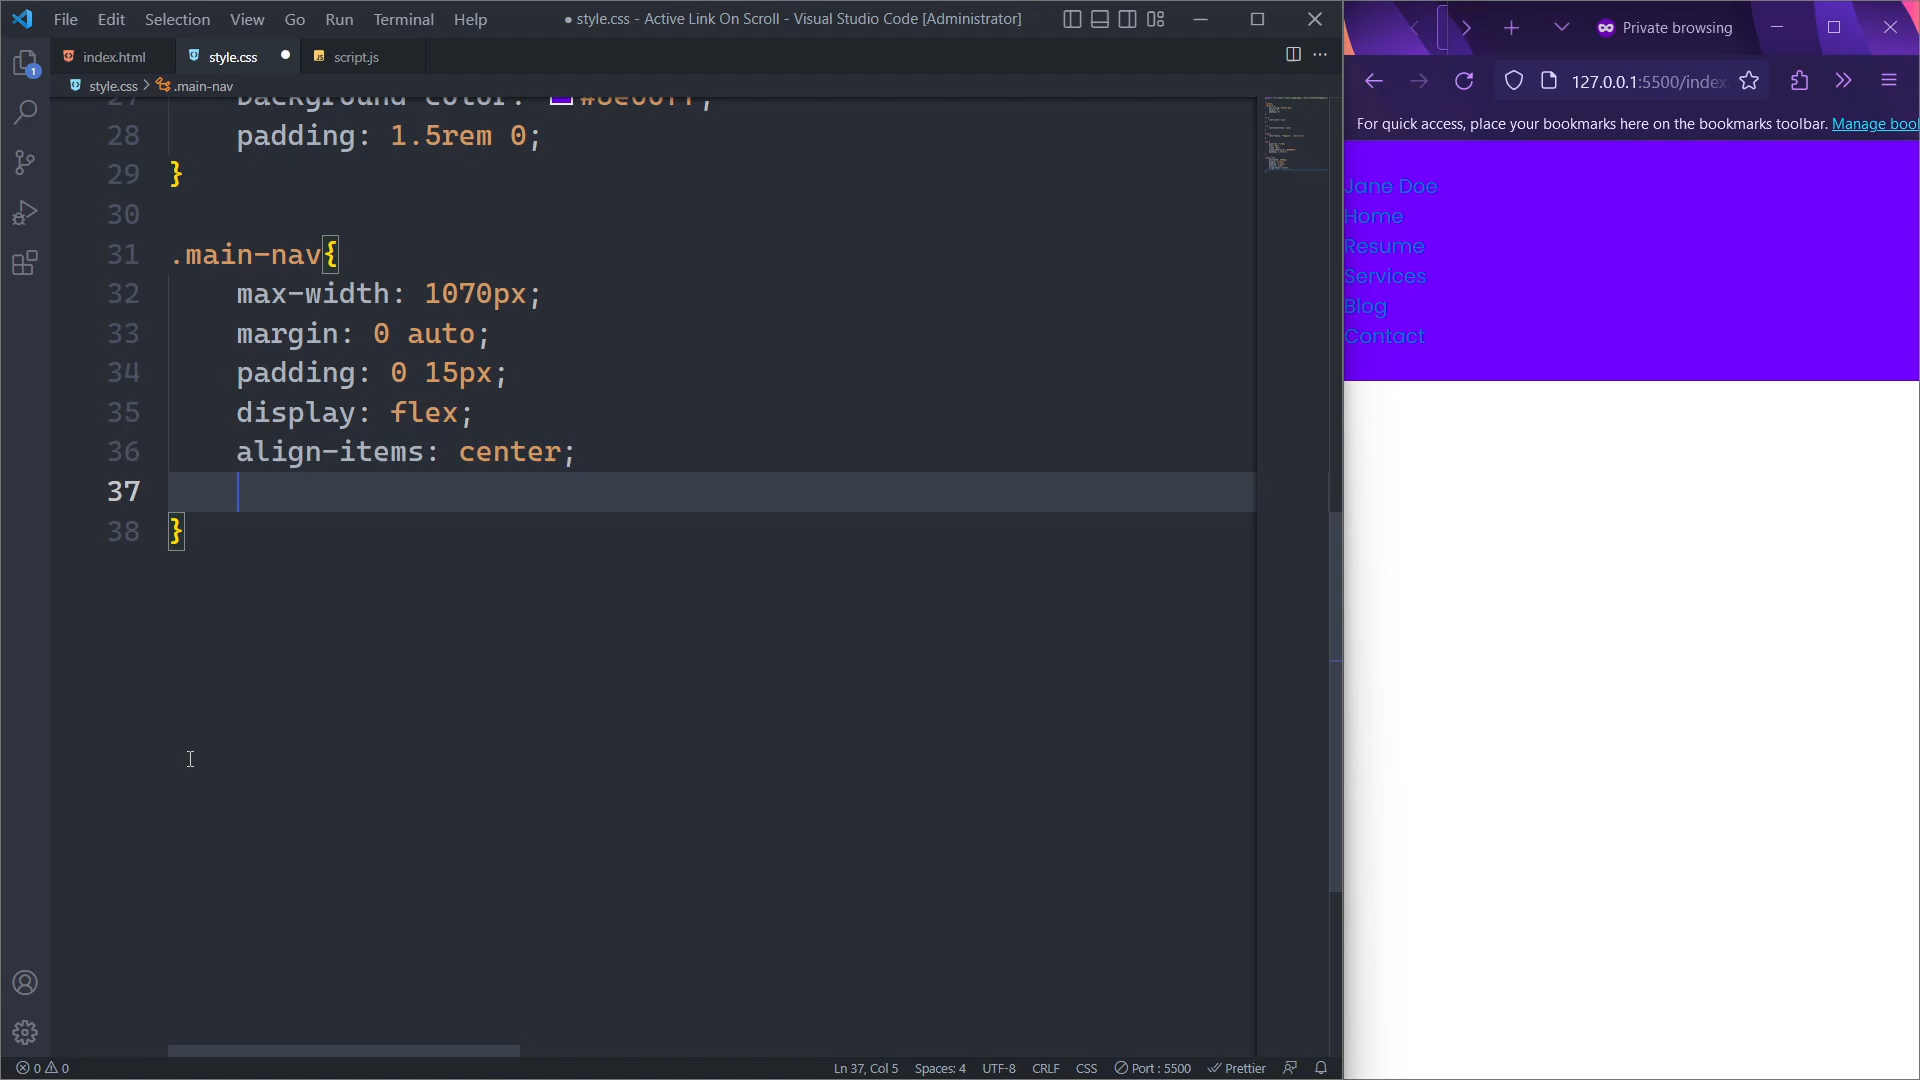 File Edit Selection View Go Run Terminal Help
● style.css - Active Link On Scroll - Visual Studio Code [Administrator]
index.html
style.css
script.js
style.css > .main-nav
28 padding: 1.5rem 0;
29 }
30
31 .main-nav{
32 max-width: 1070px;
33 margin: 0 auto;
34 padding: 0 15px;
35 display: flex;
36 align-items: center;
37
38 }
0 0
Ln 37, Col 5 Spaces: 4 UTF-8 CRLF CSS Port : 5500 Prettier
1
Private browsing
127.0.0.1:5500/index
For quick access, place your bookmarks here on the bookmarks toolbar. Manage bool
Jane Doe
Home
Resume
Services
Blog
Contact